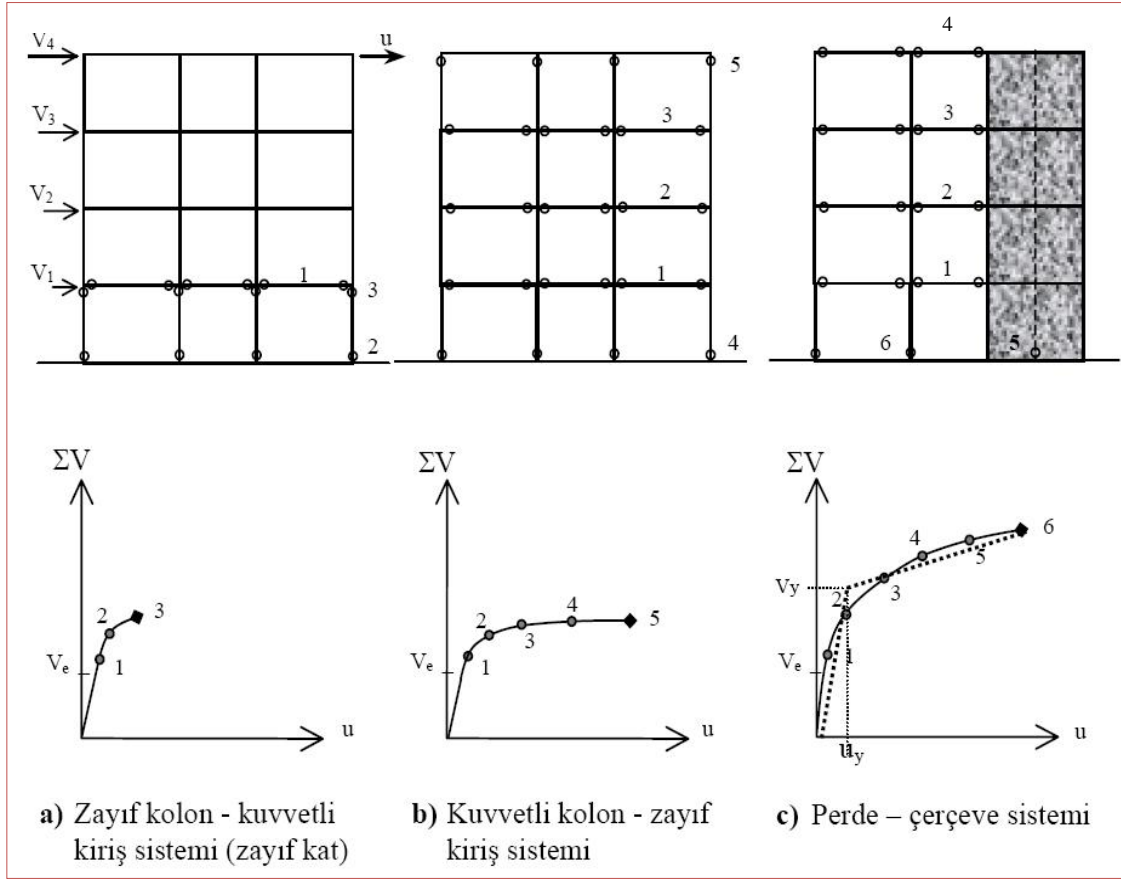 V4
u
V3
V2
V1
1
3
2
5
3
2
1
4
4
3
2
1
6
5
ΣV
2
3
Ve
1
u
ΣV
2
4
3
5
Ve
1
u
ΣV
6
4
5
Vy
3
2
Ve
1
u
uy
a) Zayıf kolon - kuvvetli
kiriş sistemi (zayıf kat)
b) Kuvvetli kolon - zayıf
kiriş sistemi
c) Perde – çerçeve sistemi